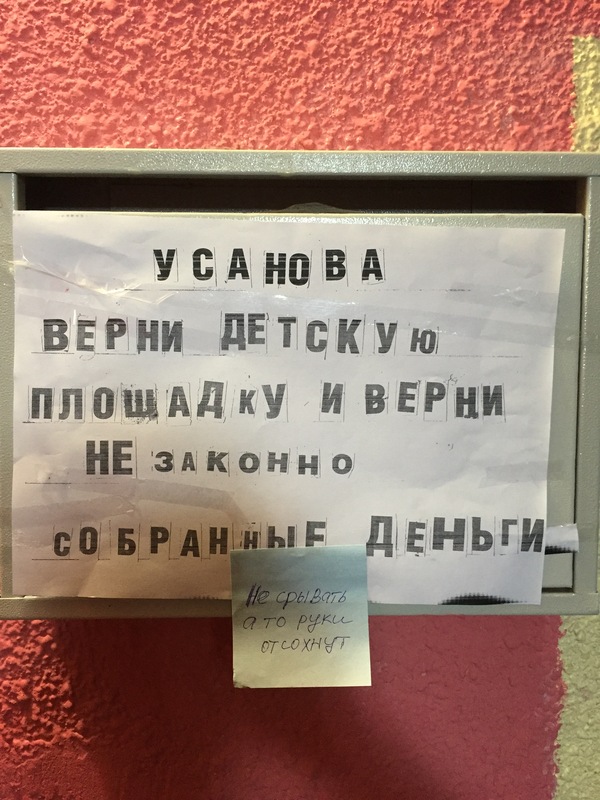 УСАНОВА
ВЕРНИ ДЕТСКУЮ
ПЛОЩАДКУ И ВЕРНИ
НЕ ЗАКОННО
СОБРАННЫЕ ДЕНЬГИ
Не срывать
а то руки
отсохнут